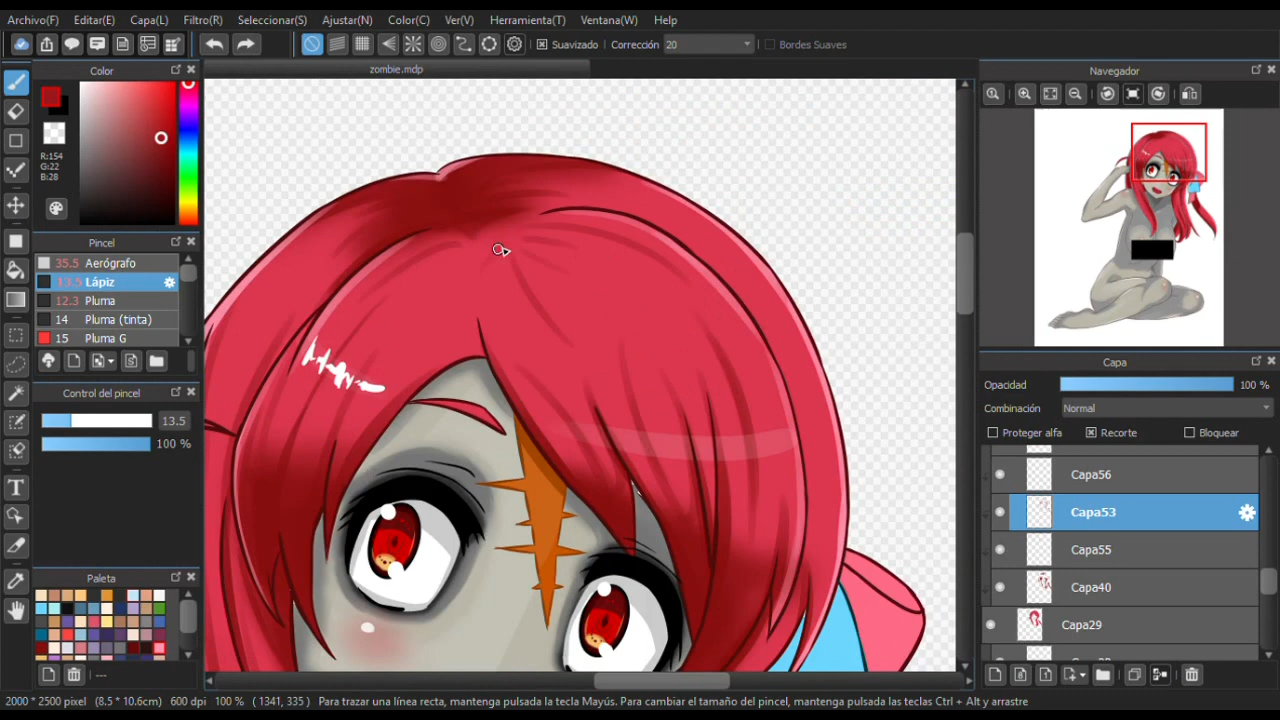 Archivo(F) Editar(E) Capa(L) Filtro(R) Seleccionar(S) Ajustar(N) Color(C) Ver(V) Herramienta(T) Ventana(W) Help
Suavizado Corrección 20 Bordes Suaves
Color
zombie.mdp
Navegador
R:154
G:22
B:28
Pincel
35.5 Aerógrafo
13.5 Lápiz
12.3 Pluma
14 Pluma (tinta)
15 Pluma G
Control del pincel
13.5
100 %
Paleta
---
Capa
Opacidad 100 %
Combinación Normal
Proteger alfa Recorte Bloquear
Capa56
Capa53
Capa55
Capa40
Capa29
2000 * 2500 pixel (8.5 * 10.6cm) 600 dpi 100 % ( 1341, 335 ) Para trazar una línea recta, mantenga pulsada la tecla Mayús. Para cambiar el tamaño del pincel, mantenga pulsada las teclas Ctrl + Alt y arrastre